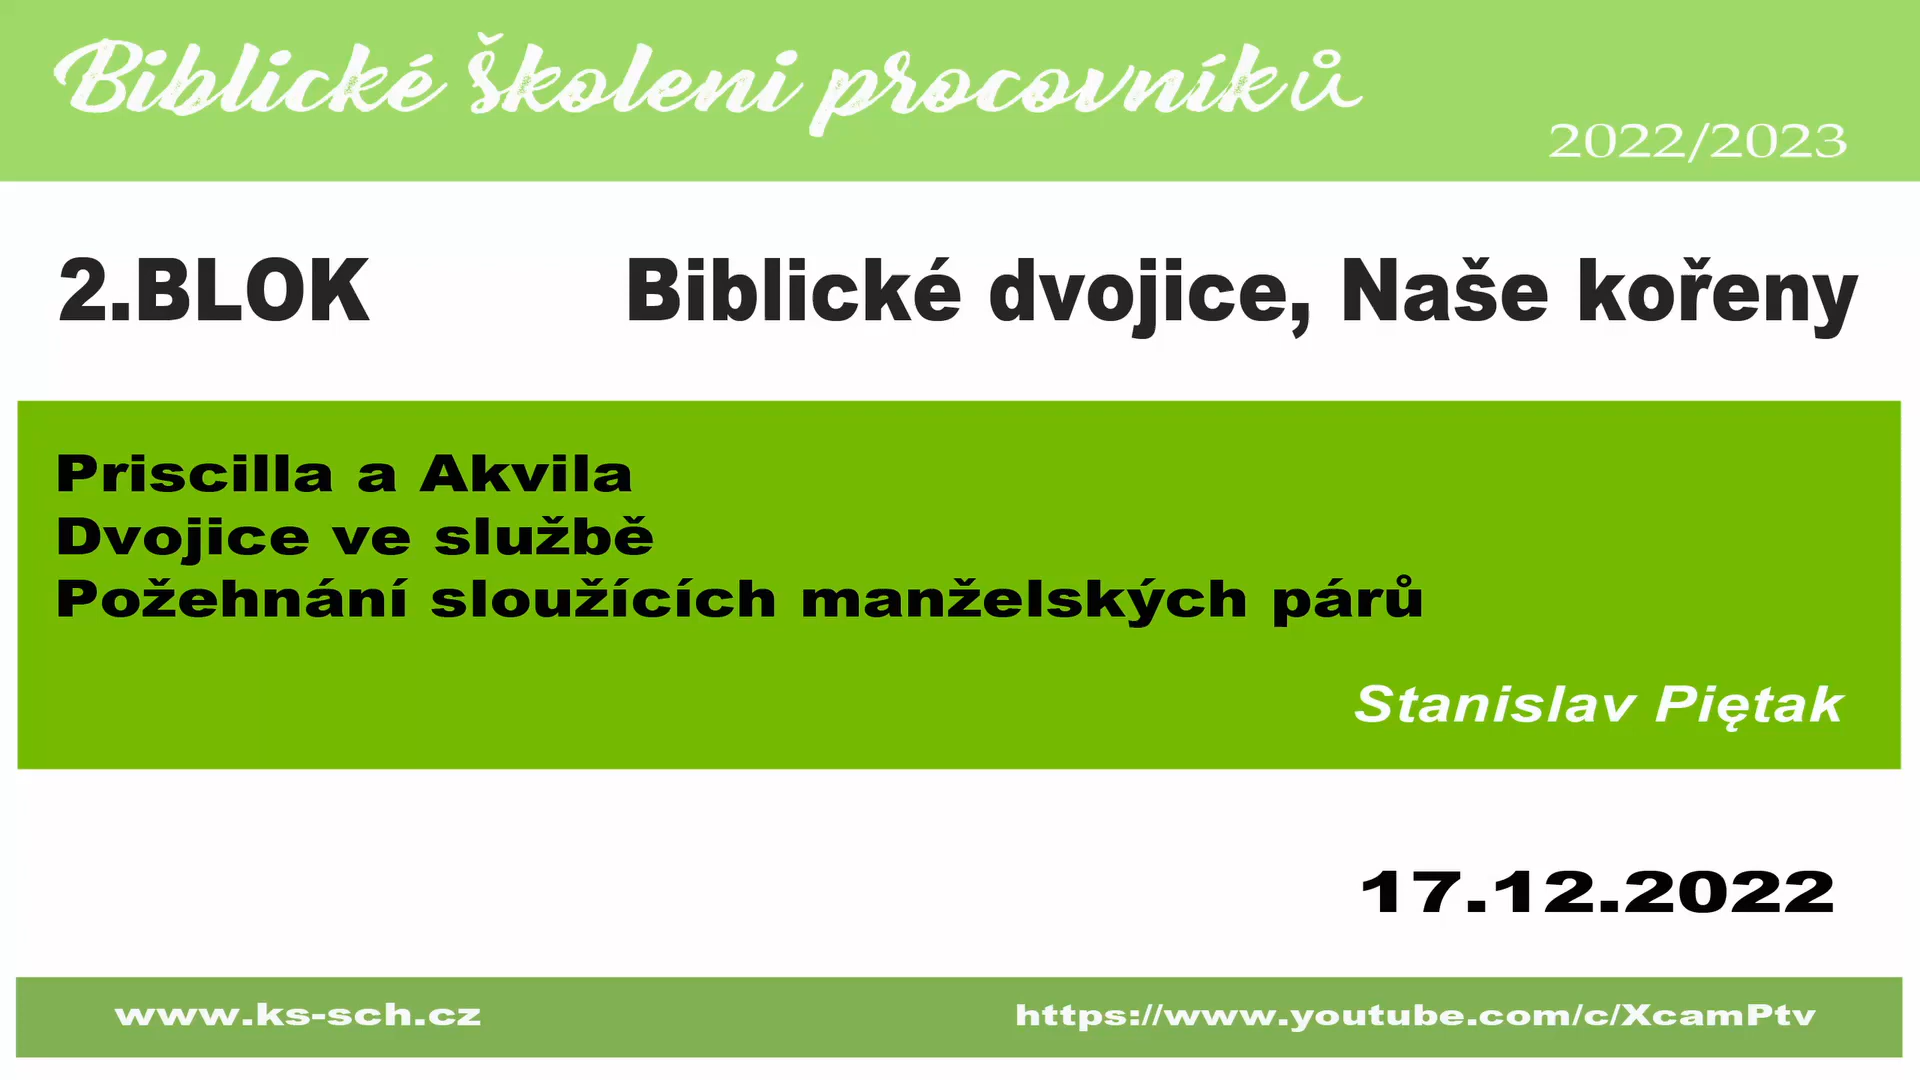 Biblické školeni procovníků
2022/2023
2.BLOK Biblické dvojice, Naše kořeny
Priscilla a Akvila
Dvojice ve službě
Požehnání sloužících manželských párů
Stanislav Piętak
17.12.2022
www.ks-sch.cz https://www.youtube.com/c/XcamPtv